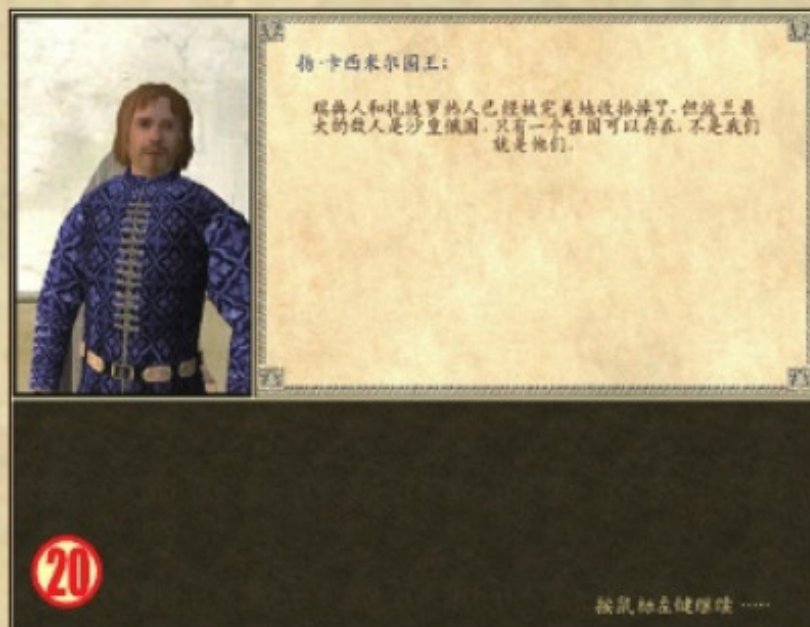 扬·卡西米尔国王:
瑞典人和扎波罗热人已经被完美地收拾掉了.但波兰最
大的敌人是沙皇俄国.只有一个强国可以存在.不是我们
就是他们.
20
按鼠标左键继续 ……